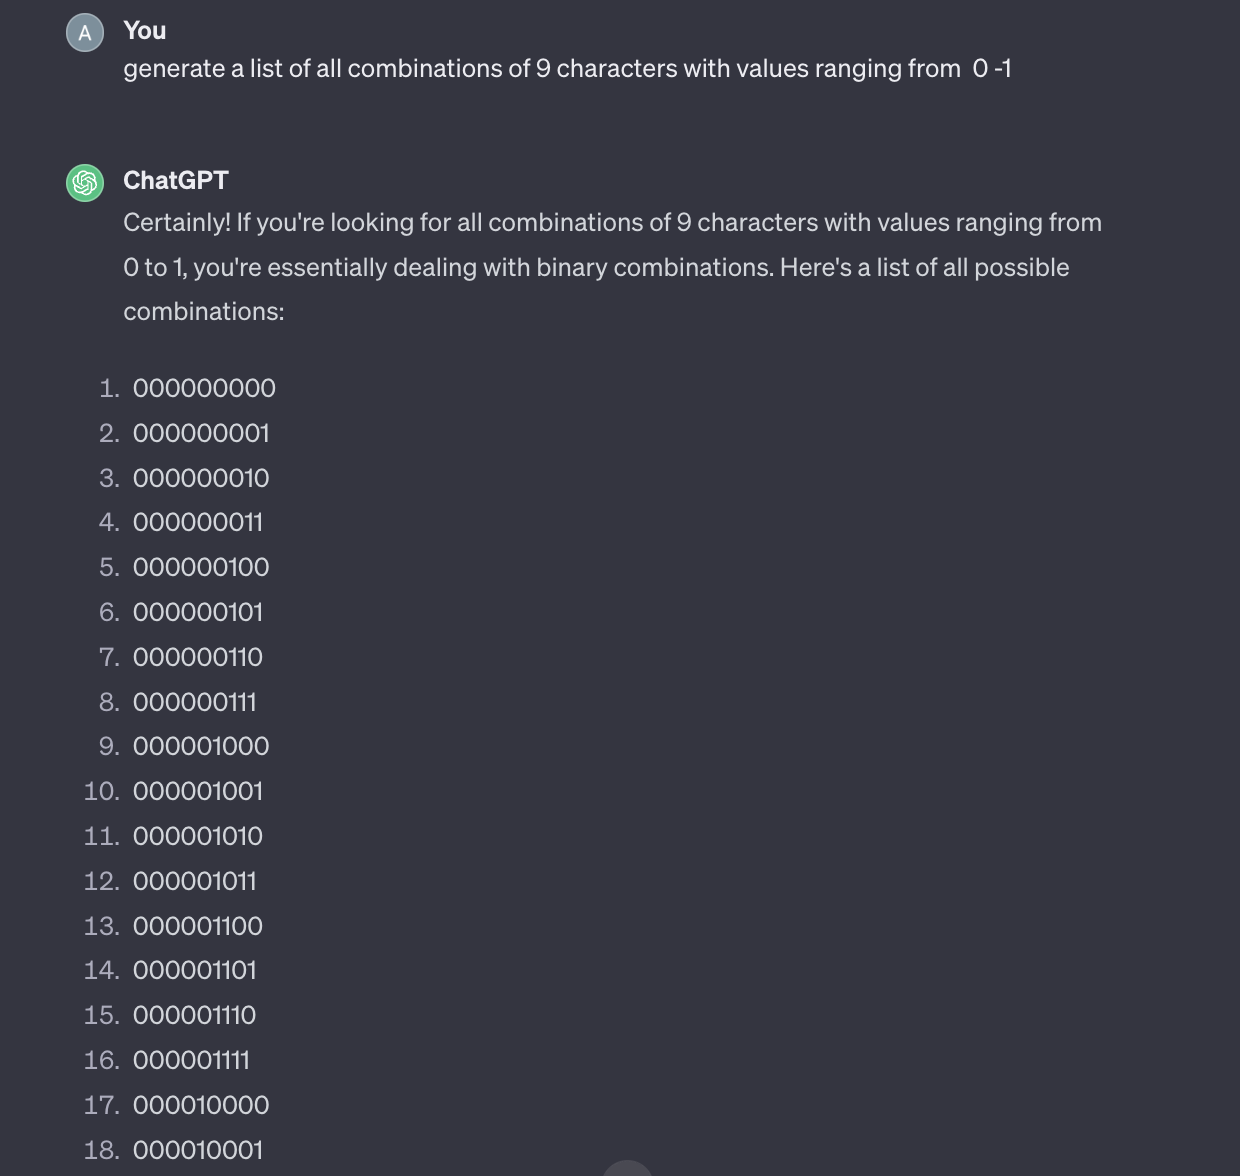 A
You
generate a list of all combinations of 9 characters with values ranging from  0 -1
ChatGPT
Certainly! If you're looking for all combinations of 9 characters with values ranging from
0 to 1, you're essentially dealing with binary combinations. Here's a list of all possible
combinations:
1. 000000000
2. 000000001
3. 000000010
4. 000000011
5. 000000100
6. 000000101
7. 000000110
8. 000000111
9. 000001000
10. 000001001
11. 000001010
12. 000001011
13. 000001100
14. 000001101
15. 000001110
16. 000001111
17. 000010000
18. 000010001